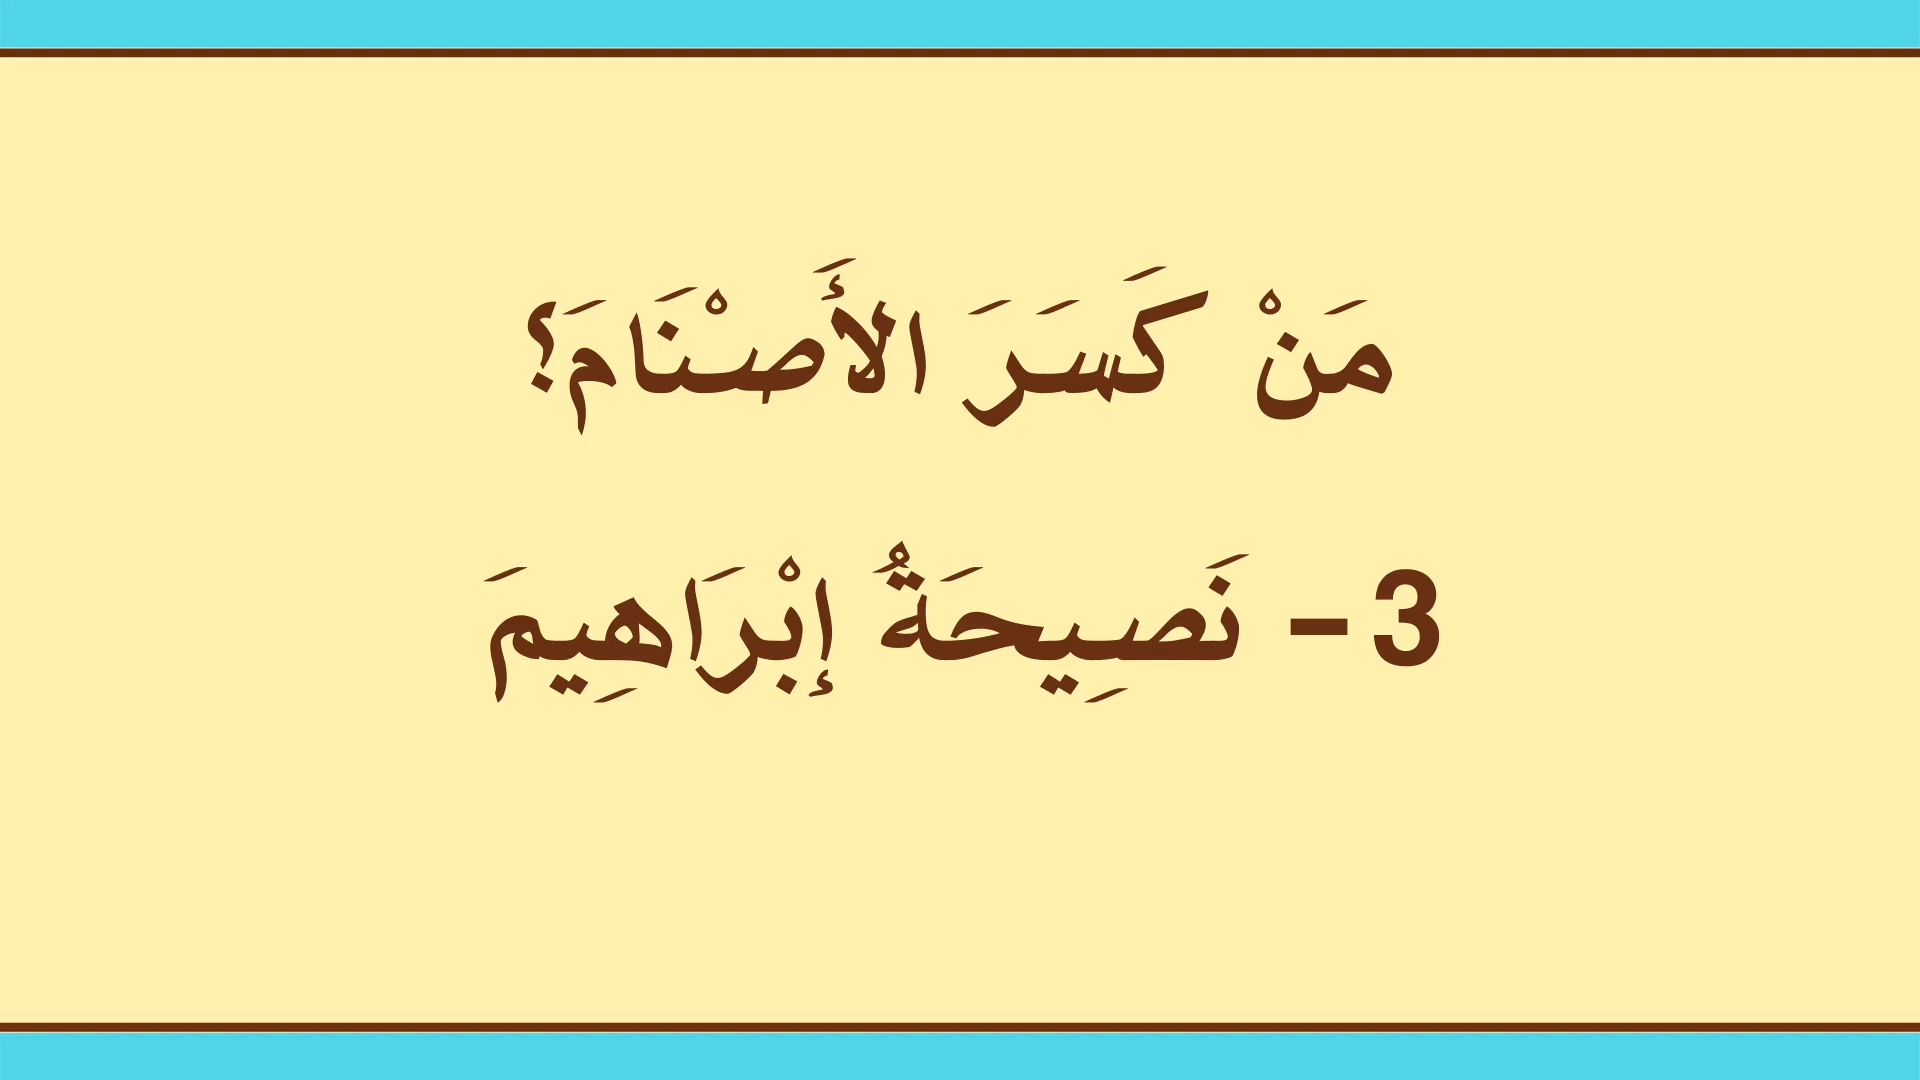 مَنْ كَسَرَ الأَصْنَامَ؟
3 - نَصِيحَةُ إِبْرَاهِيمَ